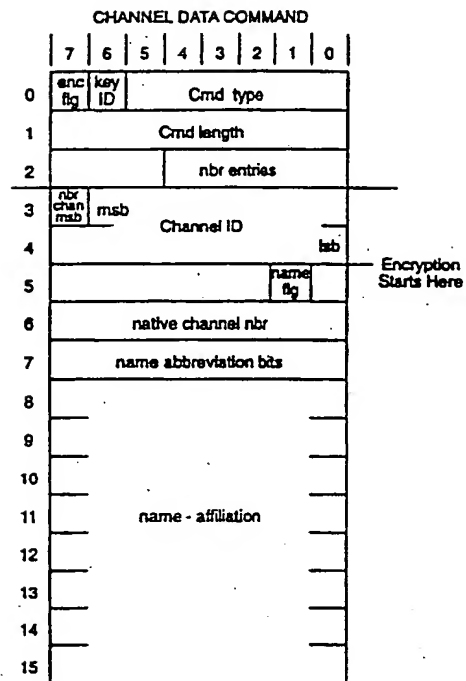 CHANNEL DATA COMMAND
7 6 5 4 3 2 1 0
0 enc flg key ID Cmd type
1 Cmd length
2 nbr entries
3 nbr chan msb msb
Channel ID
4 lsb
Encryption Starts Here
5 name flg
6 native channel nbr
7 name abbreviation bits
8
9
10
11 name - affiliation
12
13
14
15